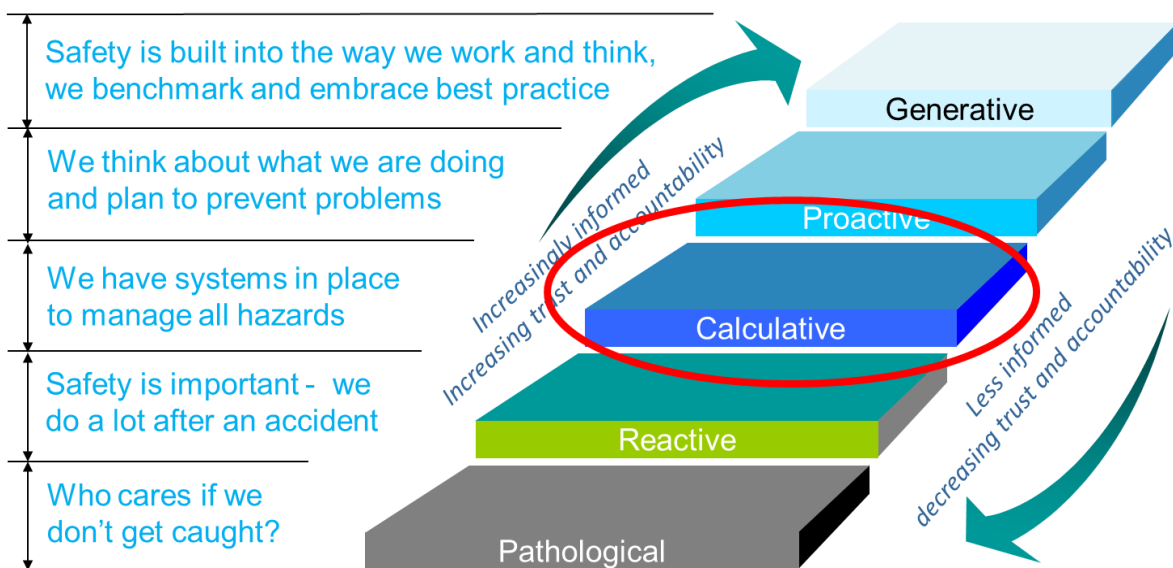 Safety is built into the way we work and think,
we benchmark and embrace best practice
Generative
We think about what we are doing
and plan to prevent problems
Proactive
We have systems in place
to manage all hazards
Calculative
Safety is important -  we
do a lot after an accident
Reactive
Who cares if we
don’t get caught?
Pathological
Increasingly informed
Increasing trust and accountability
Less informed
decreasing trust and accountability